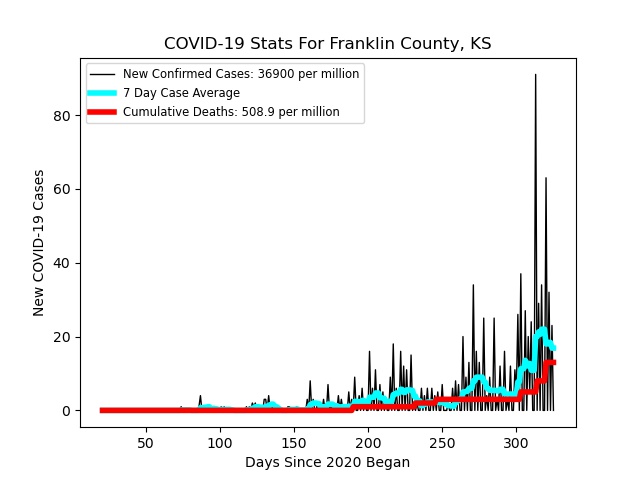 COVID-19 Stats For Franklin County, KS
New Confirmed Cases: 36900 per million
7 Day Case Average
Cumulative Deaths: 508.9 per million
New COVID-19 Cases
80
60
40
20
0
50 100 150 200 250 300
Days Since 2020 Began